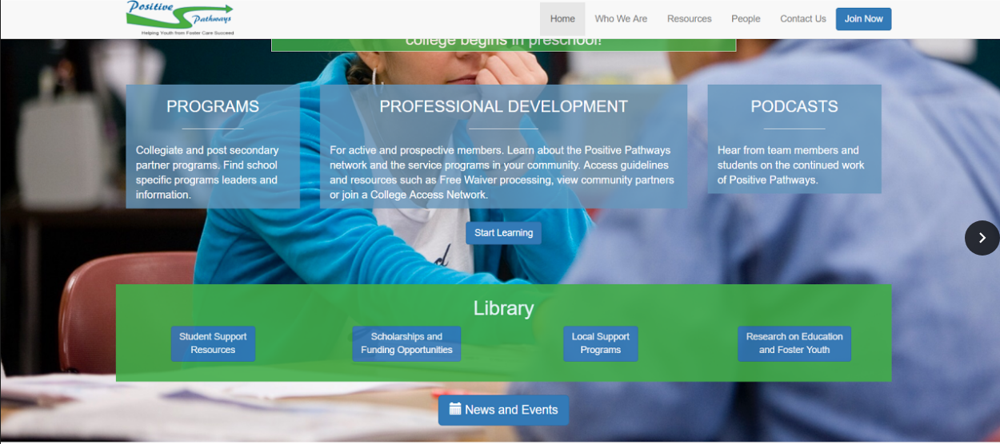 Positive
Pathways
Helping Youth from Foster Care Succeed
Home Who We Are Resources People Contact Us Join Now
college begins in preschool!
PROGRAMS
Collegiate and post secondary
partner programs. Find school
specific programs leaders and
information.
PROFESSIONAL DEVELOPMENT
For active and prospective members. Learn about the Positive Pathways
network and the service programs in your community. Access guidelines
and resources such as Free Waiver processing, view community partners
or join a College Access Network.
Start Learning
PODCASTS
Hear from team members and
students on the continued work
of Positive Pathways.
Library
Student Support
Resources
Scholarships and
Funding Opportunities
Local Support
Programs
Research on Education
and Foster Youth
News and Events